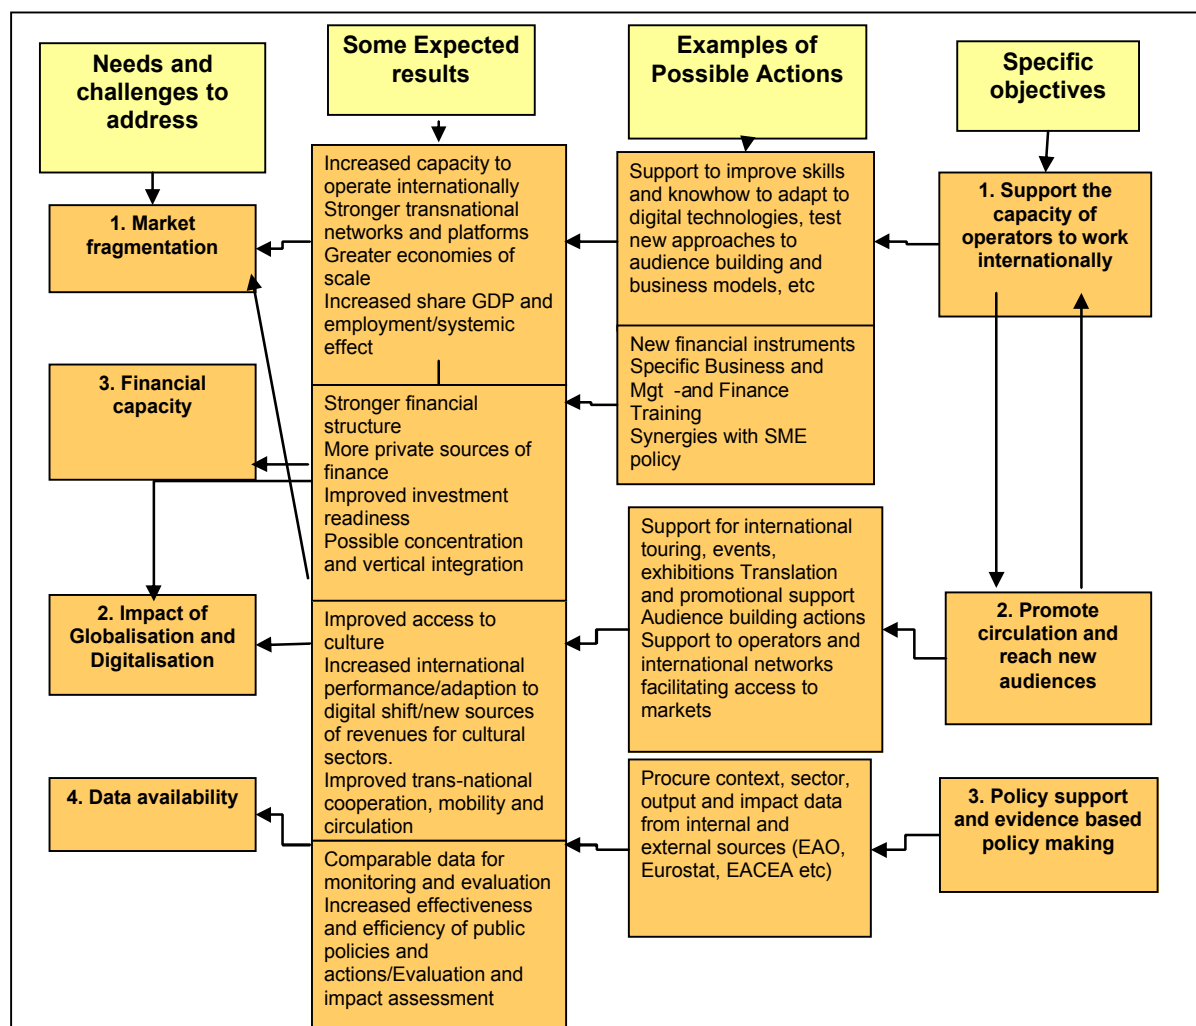 Needs and
challenges to
address
1. Market
fragmentation
3. Financial
capacity
2. Impact of
Globalisation and
Digitalisation
4. Data availability
Some Expected
results
Increased capacity to
operate internationally
Stronger transnational
networks and platforms
Greater economies of
scale
Increased share GDP and
employment/systemic
effect
Stronger financial
structure
More private sources of
finance
Improved investment
readiness
Possible concentration
and vertical integration
Improved access to
culture
Increased international
performance/adaption to
digital shift/new sources
of revenues for cultural
sectors.
Improved trans-national
cooperation, mobility and
circulation
Comparable data for
monitoring and evaluation
Increased effectiveness
and efficiency of public
policies and
actions/Evaluation and
impact assessment
Examples of
Possible Actions
Support to improve skills
and knowhow to adapt to
digital technologies, test
new approaches to
audience building and
business models, etc
New financial instruments
Specific Business and
Mgt -and Finance
Training
Synergies with SME
policy
Support for international
touring, events,
exhibitions Translation
and promotional support
Audience building actions
Support to operators and
international networks
facilitating access to
markets
Procure context, sector,
output and impact data
from internal and
external sources (EAO,
Eurostat, EACEA etc)
Specific
objectives
1. Support the
capacity of
operators to work
internationally
2. Promote
circulation and
reach new
audiences
3. Policy support
and evidence based
policy making